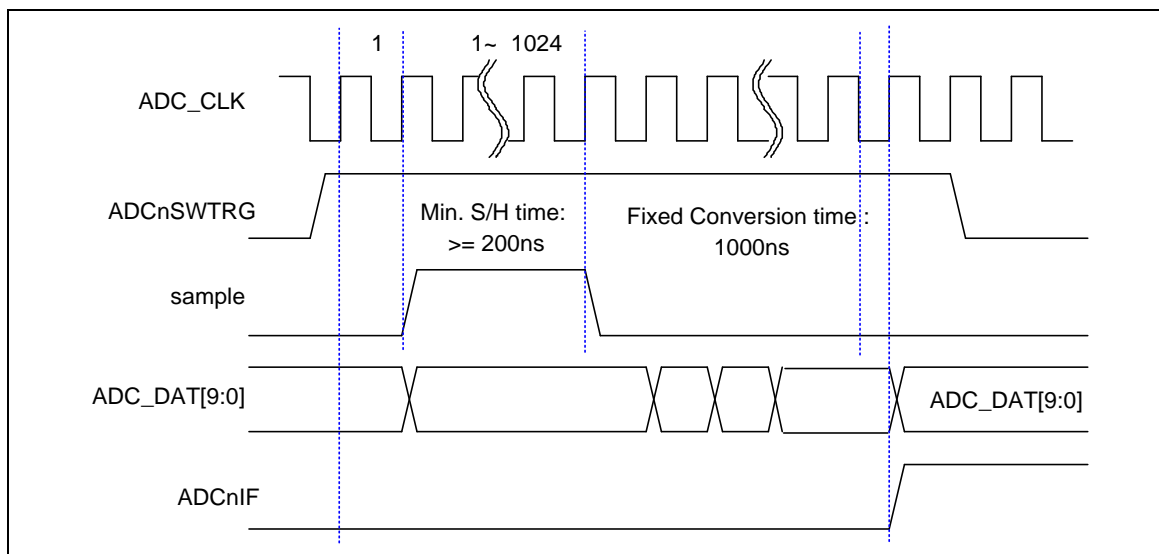 1
1~ 1024
ADC_CLK
ADCnSWTRG
Min. S/H time:
>= 200ns
Fixed Conversion time :
1000ns
sample
ADC_DAT[9:0]
ADC_DAT[9:0]
ADCnIF